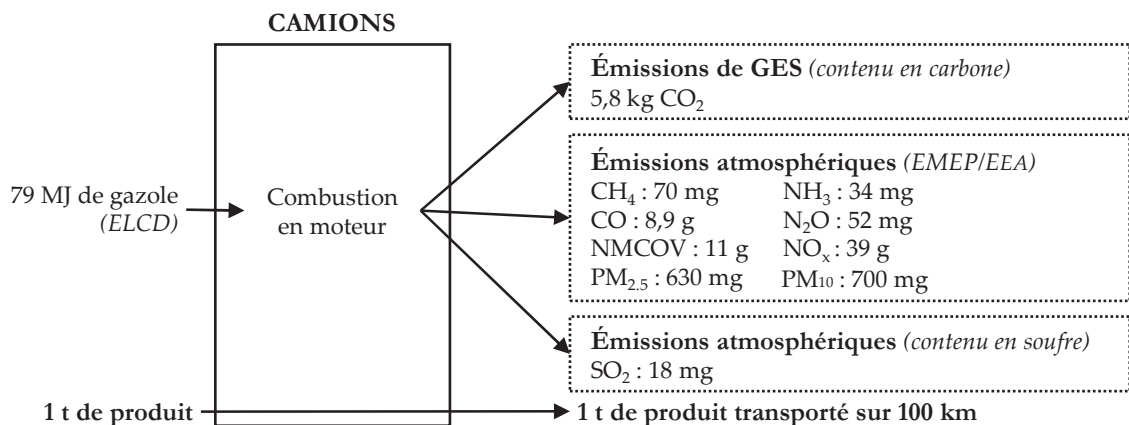 CAMIONS
79 MJ de gazole
(ELCD)
Combustion
en moteur
Émissions de GES (contenu en carbone)
5,8 kg CO₂
Émissions atmosphériques (EMEP/EEA)
CH₄ : 70 mg NH₃ : 34 mg
CO : 8,9 g N₂O : 52 mg
NMCOV : 11 g NOₓ : 39 g
PM₂.₅ : 630 mg PM₁₀ : 700 mg
Émissions atmosphériques (contenu en soufre)
SO₂ : 18 mg
1 t de produit
1 t de produit transporté sur 100 km